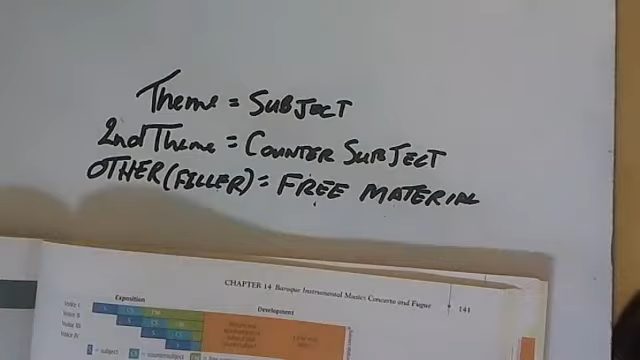 Theme = SUBJECT
2nd Theme = COUNTER SUBJECT
OTHER (FILLER) = FREE MATERIAL
CHAPTER 14 Baroque Instrumental Music: Concerto and Fugue 141
Exposition Development
Voice I
Voice II
Voice III
Voice IV
S = subject CS = countersubject